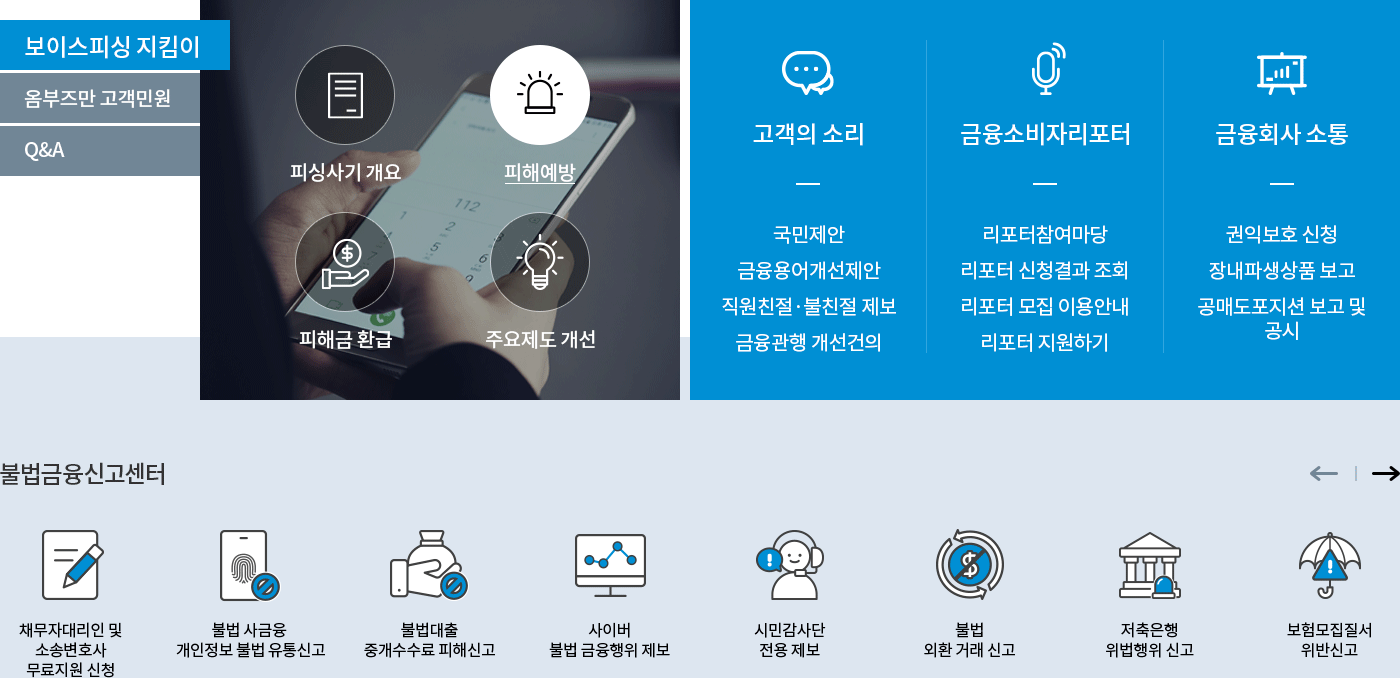 보이스피싱 지킴이
옴부즈만 고객민원
Q&A
피싱사기 개요
피해예방
피해금 환급
주요제도 개선
고객의 소리
국민제안
금융용어개선제안
직원친절·불친절 제보
금융관행 개선건의
금융소비자리포터
리포터참여마당
리포터 신청결과 조회
리포터 모집 이용안내
리포터 지원하기
금융회사 소통
권익보호 신청
장내파생상품 보고
공매도포지션 보고 및
공시
불법금융신고센터
채무자대리인 및
소송변호사
무료지원 신청
불법 사금융
개인정보 불법 유통신고
불법대출
중개수수료 피해신고
사이버
불법 금융행위 제보
시민감사단
전용 제보
불법
외환 거래 신고
저축은행
위법행위 신고
보험모집질서
위반신고